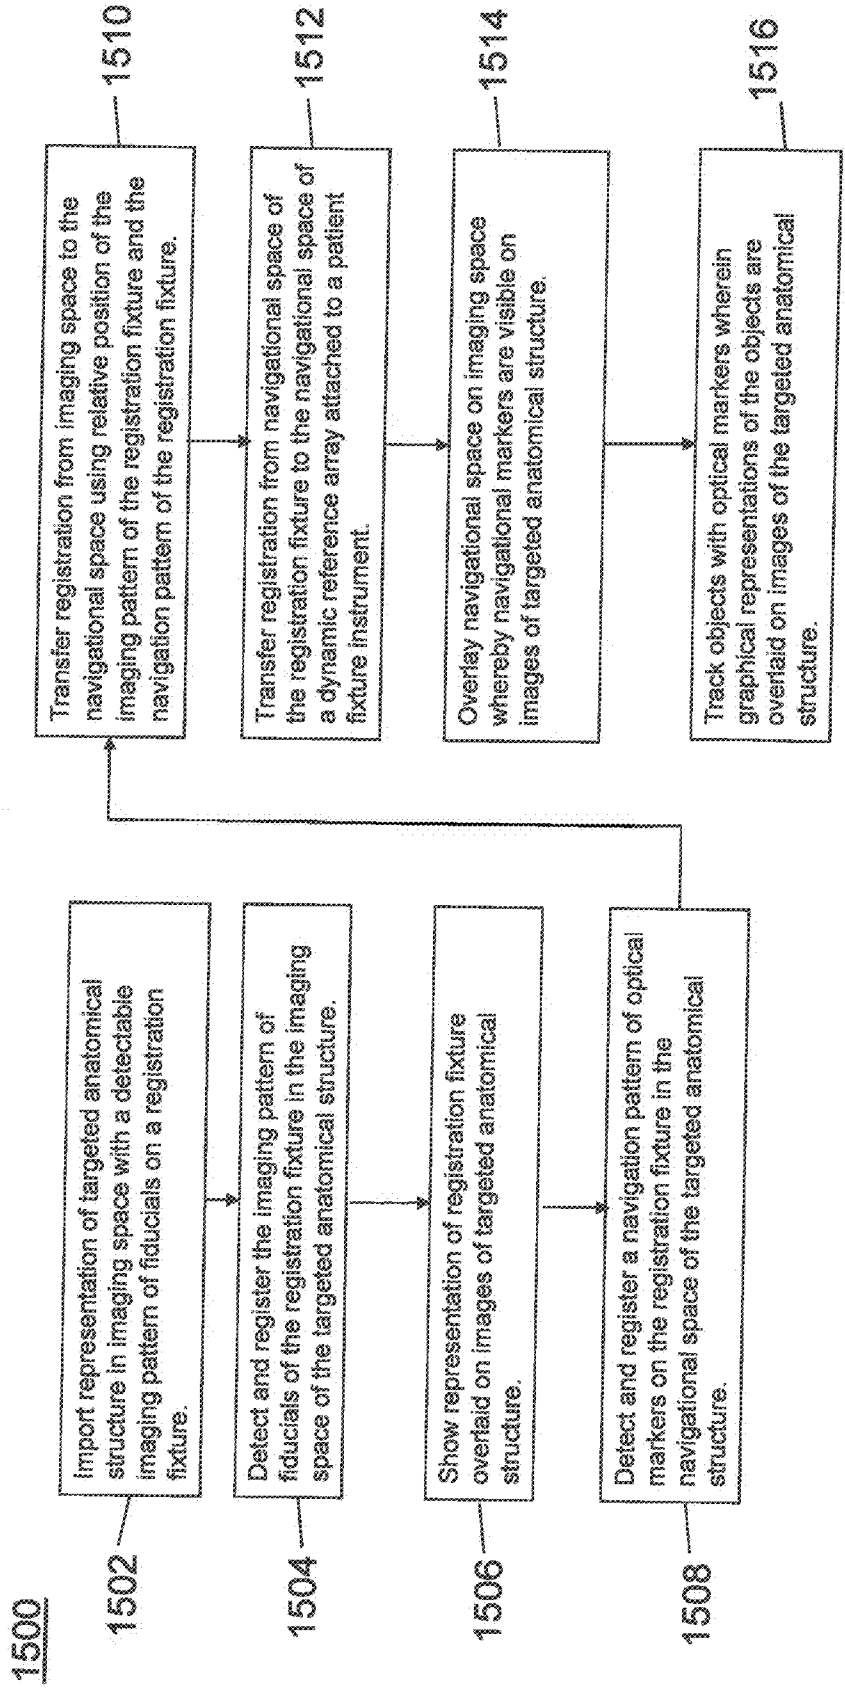 1500
1502
Import representation of targeted anatomical
structure in imaging space with a detectable
imaging pattern of fiducials on a registration
fixture.
1504
Detect and register the imaging pattern of
fiducials of the registration fixture in the imaging
space of the targeted anatomical structure.
1506
Show representation of registration fixture
overlaid on images of targeted anatomical
structure.
1508
Detect and register a navigation pattern of optical
markers on the registration fixture in the
navigational space of the targeted anatomical
structure.
1510
Transfer registration from imaging space to the
navigational space using relative position of the
imaging pattern of the registration fixture and the
navigation pattern of the registration fixture.
1512
Transfer registration from navigational space of
the registration fixture to the navigational space of
a dynamic reference array attached to a patient
fixture instrument.
1514
Overlay navigational space on imaging space
whereby navigational markers are visible on
images of targeted anatomical structure.
1516
Track objects with optical markers wherein
graphical representations of the objects are
overlaid on images of the targeted anatomical
structure.